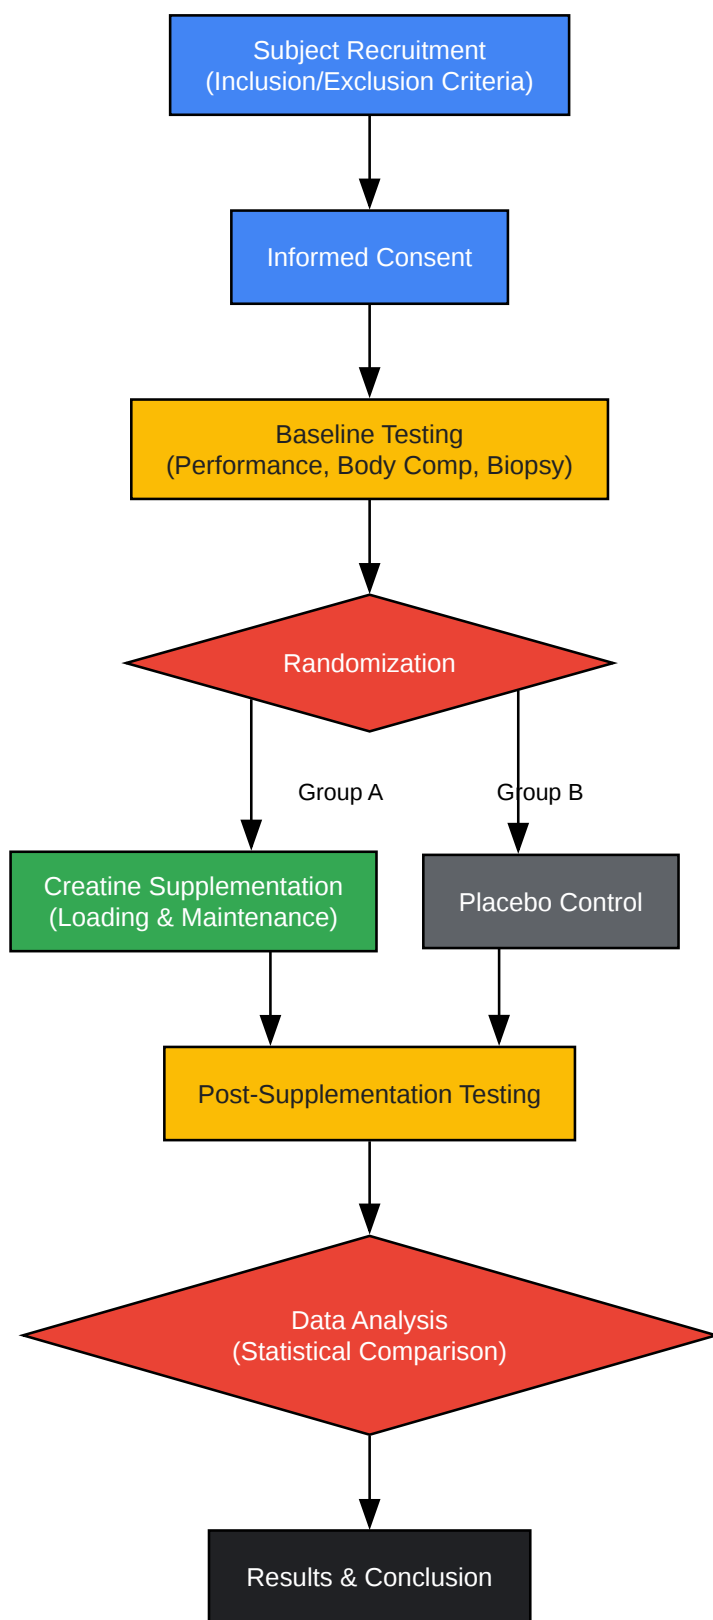 Subject Recruitment
(Inclusion/Exclusion Criteria)
Informed Consent
Baseline Testing
(Performance, Body Comp, Biopsy)
Randomization
Group A
Group B
Creatine Supplementation
(Loading & Maintenance)
Placebo Control
Post-Supplementation Testing
Data Analysis
(Statistical Comparison)
Results & Conclusion